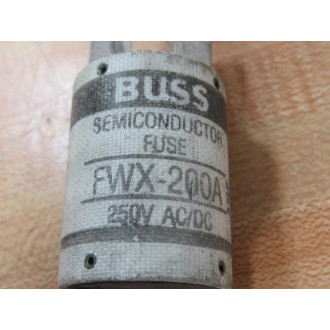 BUSS
SEMICONDUCTOR
FUSE
FWX-200A
250V AC/DC